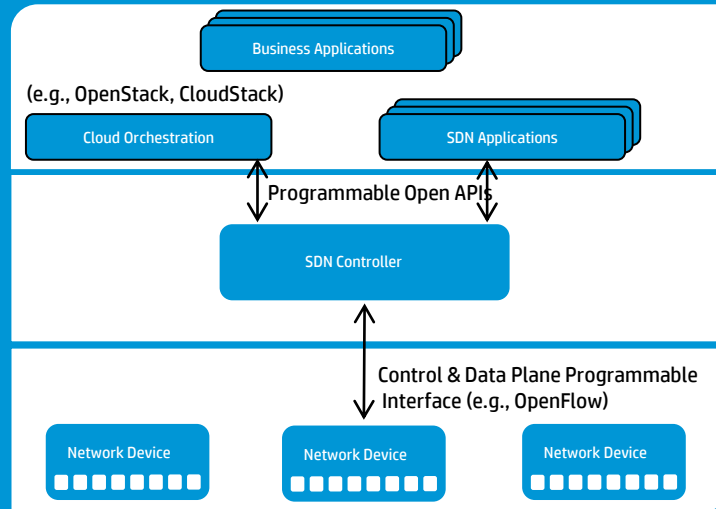 Business Applications
(e.g., OpenStack, CloudStack)
Cloud Orchestration
SDN Applications
Programmable Open APIs
SDN Controller
Control & Data Plane Programmable
Interface (e.g., OpenFlow)
Network Device
Network Device
Network Device